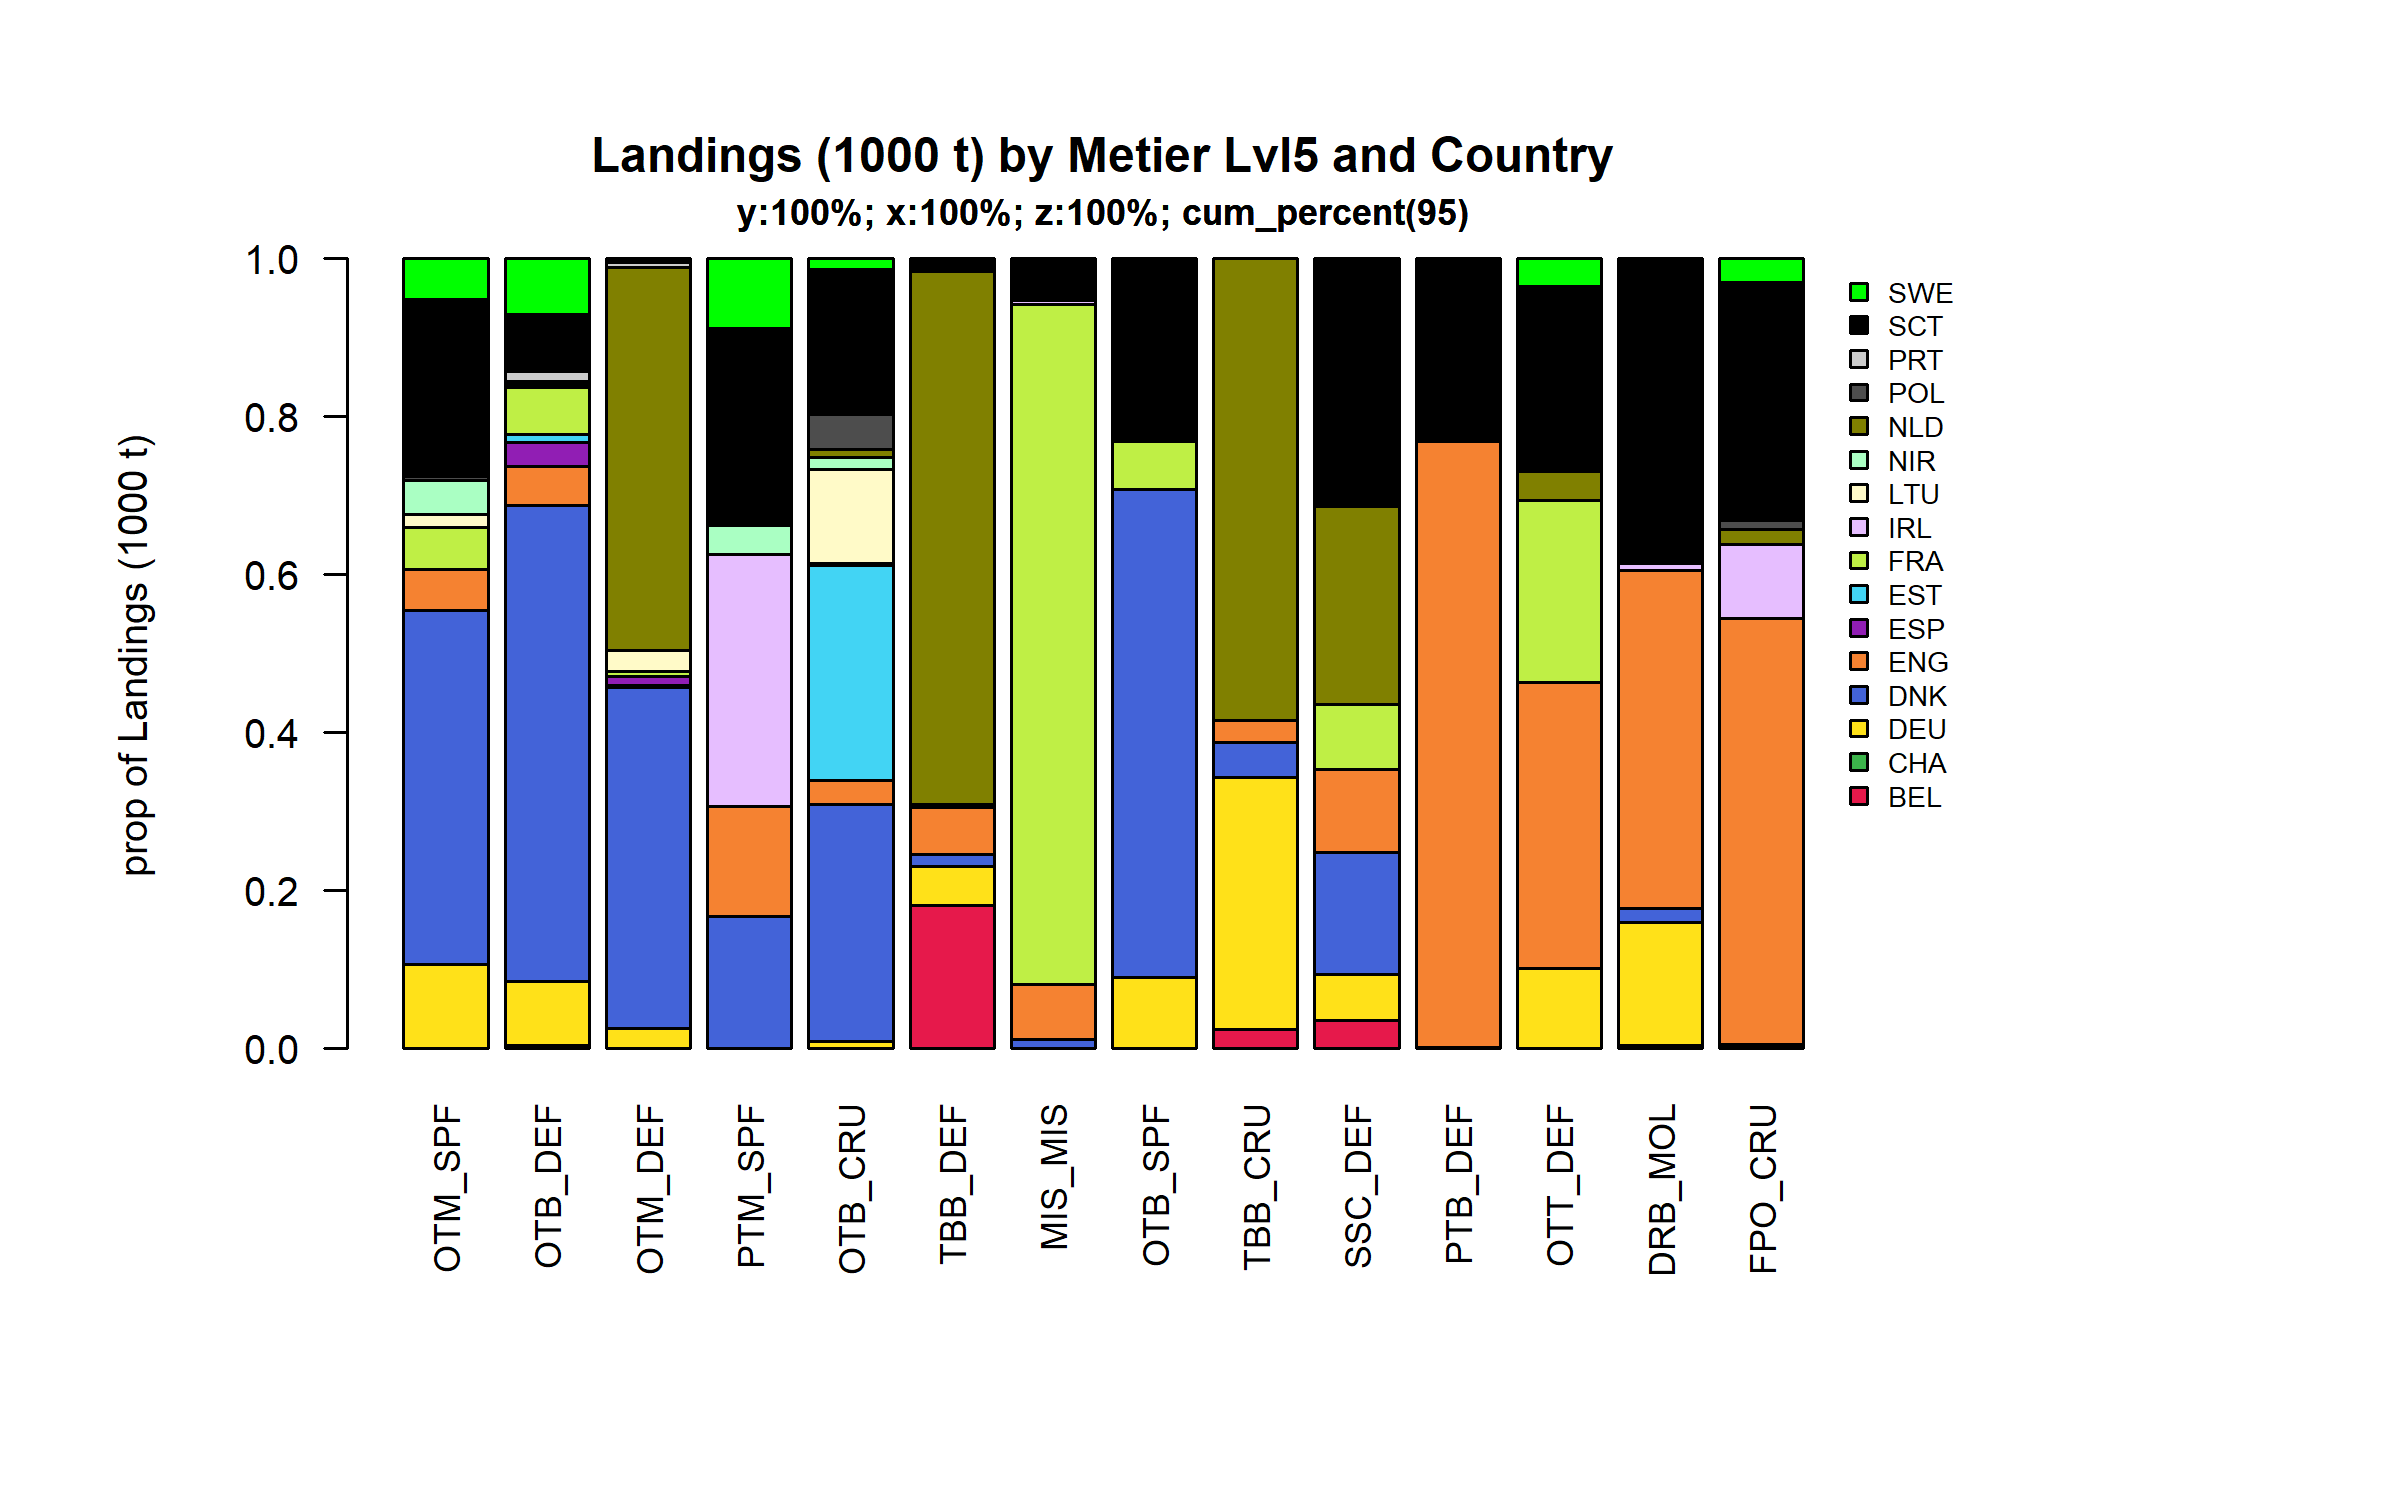 Landings (1000 t) by Metier Lvl5 and Country
y:100%; x:100%; z:100%; cum_percent(95)
prop of Landings (1000 t)
1.0
0.8
0.6
0.4
0.2
0.0
OTM_SPF
OTB_DEF
OTM_DEF
PTM_SPF
OTB_CRU
TBB_DEF
MIS_MIS
OTB_SPF
TBB_CRU
SSC_DEF
PTB_DEF
OTT_DEF
DRB_MOL
FPO_CRU
SWE
SCT
PRT
POL
NLD
NIR
LTU
IRL
FRA
EST
ESP
ENG
DNK
DEU
CHA
BEL